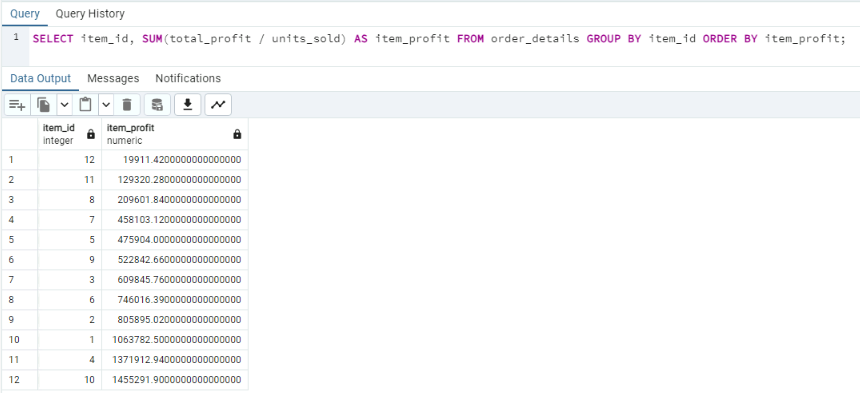 Query Query History
1 SELECT item_id, SUM(total_profit / units_sold) AS item_profit FROM order_details GROUP BY item_id ORDER BY item_profit;
Data Output Messages Notifications
item_id item_profit
integer numeric
1 12 19911.4200000000000000
2 11 129320.2800000000000000
3 8 209601.8400000000000000
4 7 458103.1200000000000000
5 5 475904.0000000000000000
6 9 522842.6600000000000000
7 3 609845.7600000000000000
8 6 746016.3900000000000000
9 2 805895.0200000000000000
10 1 1063782.5000000000000000
11 4 1371912.9400000000000000
12 10 1455291.9000000000000000